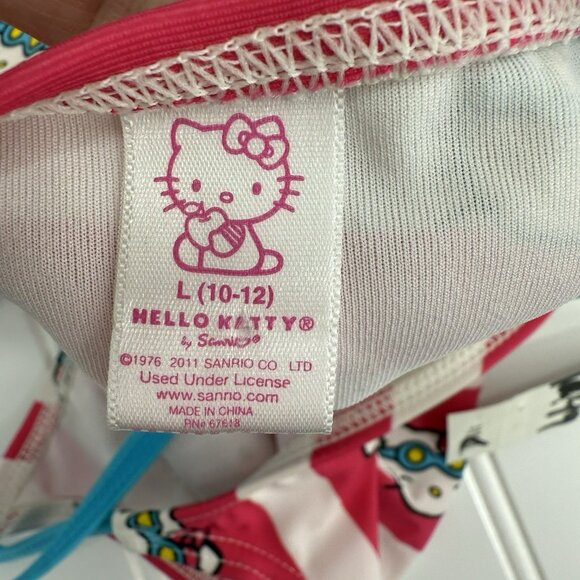 L (10-12)
HELLO KITTY®
by Sanrio®
©1976 2011 SANRIO CO LTD
Used Under License
www.sanrio.com
MADE IN CHINA
RN# 67618